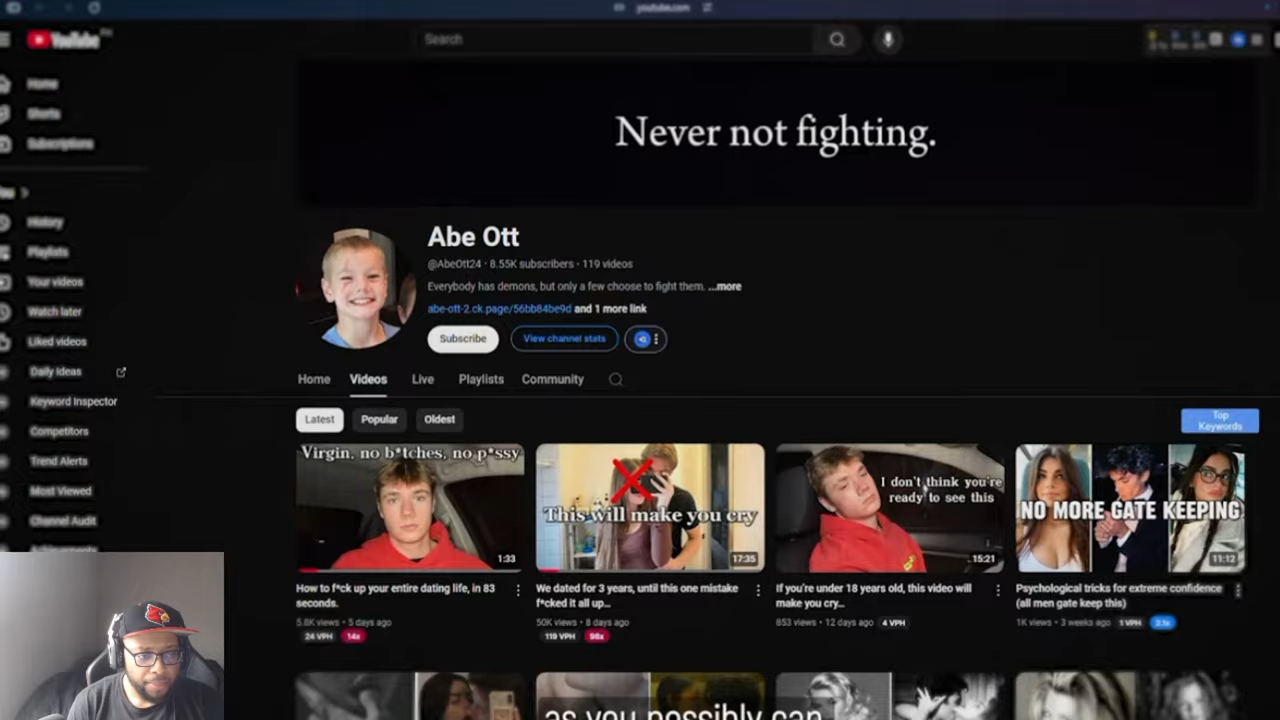 youtube.com
YouTube
Search
Home
Shorts
Subscriptions
You
History
Playlists
Your videos
Watch later
Liked videos
Daily Ideas
Keyword Inspector
Competitors
Trend Alerts
Most Viewed
Channel Audit
Achievements
Never not fighting.
Abe Ott
@AbeOtt24 · 8.55K subscribers · 119 videos
Everybody has demons, but only a few choose to fight them. ...more
abe-ott-2.ck.page/56bb84be9d and 1 more link
Subscribe
View channel stats
Home Videos Live Playlists Community
Latest Popular Oldest
Top
Keywords
Virgin, no b*tches, no p*ssy
1:33
How to f*ck up your entire dating life, in 83
seconds.
5.8K views · 5 days ago
24 VPH 14x
This will make you cry
17:35
We dated for 3 years, until this one mistake
f*cked it all up...
50K views · 8 days ago
119 VPH 98x
I don't think you're
ready to see this
15:21
If you're under 18 years old, this video will
make you cry...
853 views · 12 days ago 4 VPH
NO MORE GATE KEEPING
11:12
Psychological tricks for extreme confidence
(all men gate keep this)
1K views · 3 weeks ago 1 VPH 2.1x
as you possibly can